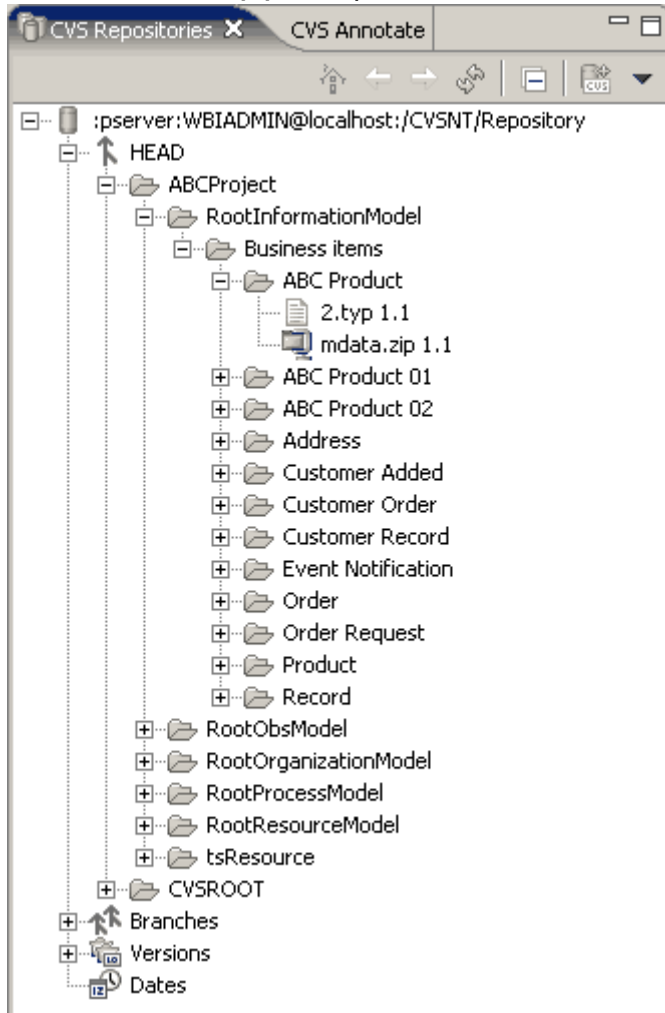 CVS Repositories CVS Annotate
CVS
:pserver:WBIADMIN@localhost:/CVSNT/Repository
HEAD
ABCProject
RootInformationModel
Business items
ABC Product
2.typ 1.1
mdata.zip 1.1
ABC Product 01
ABC Product 02
Address
Customer Added
Customer Order
Customer Record
Event Notification
Order
Order Request
Product
Record
RootObsModel
RootOrganizationModel
RootProcessModel
RootResourceModel
tsResource
CVSROOT
Branches
Versions
Dates